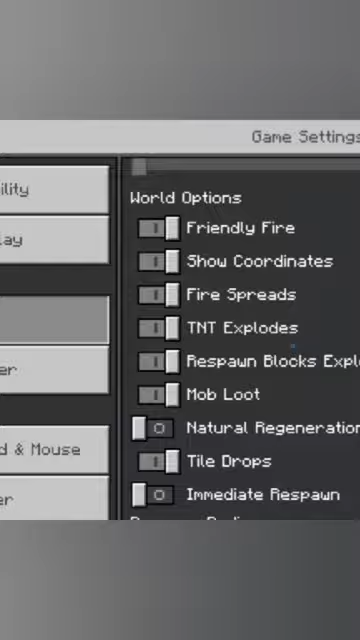 Game Settings
ility
lay
er
d & Mouse
er
World Options
Friendly Fire
Show Coordinates
Fire Spreads
TNT Explodes
Respawn Blocks Expl
Mob Loot
Natural Regeneration
Tile Drops
Immediate Respawn